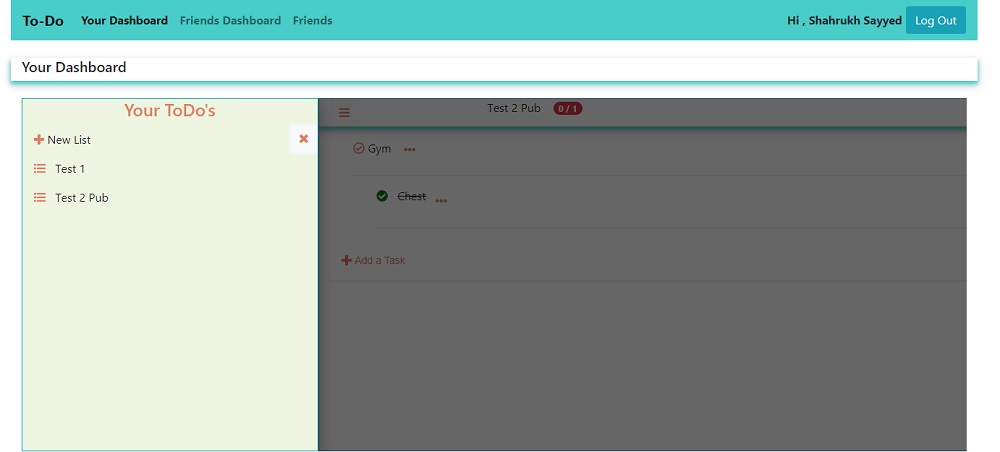 To-Do Your Dashboard Friends Dashboard Friends Hi , Shahrukh Sayyed Log Out
Your Dashboard
Your ToDo's
New List
Test 1
Test 2 Pub
Test 2 Pub 0 / 1
Gym
Chest
Add a Task